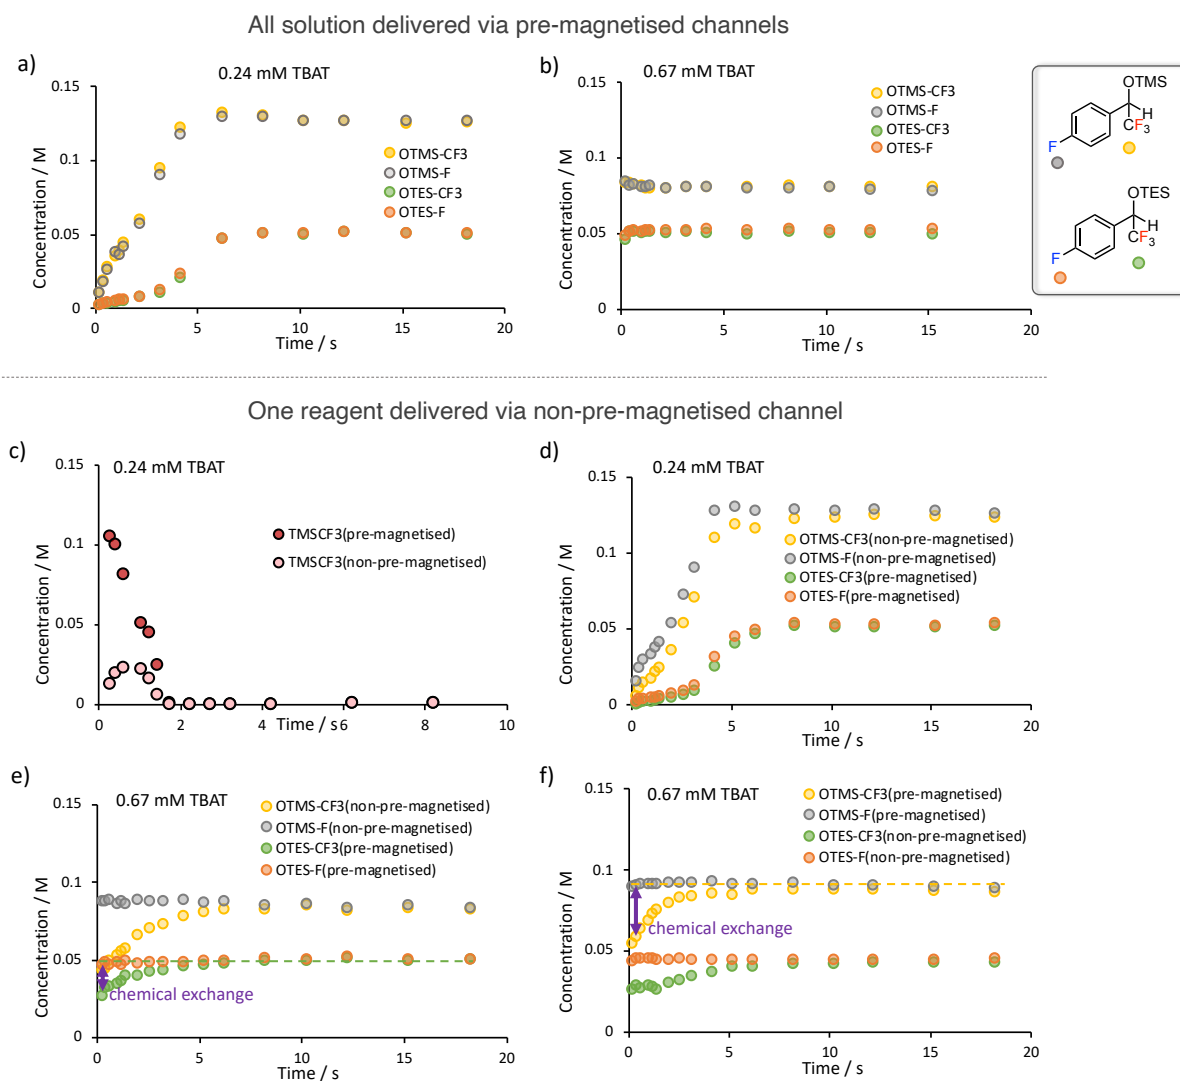 All solution delivered via pre-magnetised channels
a)
0.24 mM TBAT
0.15
0.1
0.05
0
Concentration / M
OTMS-CF3
OTMS-F
OTES-CF3
OTES-F
0 5 10 15 20
Time / s
b)
0.67 mM TBAT
0.15
0.1
0.05
0
Concentration / M
OTMS-CF3
OTMS-F
OTES-CF3
OTES-F
0 5 10 15 20
Time / s
OTMS
H
CF3
F
OTES
H
CF3
F
One reagent delivered via non-pre-magnetised channel
c)
0.24 mM TBAT
0.15
0.1
0.05
0
Concentration / M
TMSCF3(pre-magnetised)
TMSCF3(non-pre-magnetised)
0 2 4 6 8 10
Time / s
d)
0.24 mM TBAT
0.15
0.1
0.05
0
Concentration / M
OTMS-CF3(non-pre-magnetised)
OTMS-F(non-pre-magnetised)
OTES-CF3(pre-magnetised)
OTES-F(pre-magnetised)
0 5 10 15 20
Time / s
e)
0.67 mM TBAT
0.15
0.1
0.05
0
Concentration / M
OTMS-CF3(non-pre-magnetised)
OTMS-F(non-pre-magnetised)
OTES-CF3(pre-magnetised)
OTES-F(pre-magnetised)
chemical exchange
0 5 10 15 20
Time / s
f)
0.67 mM TBAT
0.15
0.1
0.05
0
Concentration / M
OTMS-CF3(pre-magnetised)
OTMS-F(pre-magnetised)
OTES-CF3(non-pre-magnetised)
OTES-F(non-pre-magnetised)
chemical exchange
0 5 10 15 20
Time / s